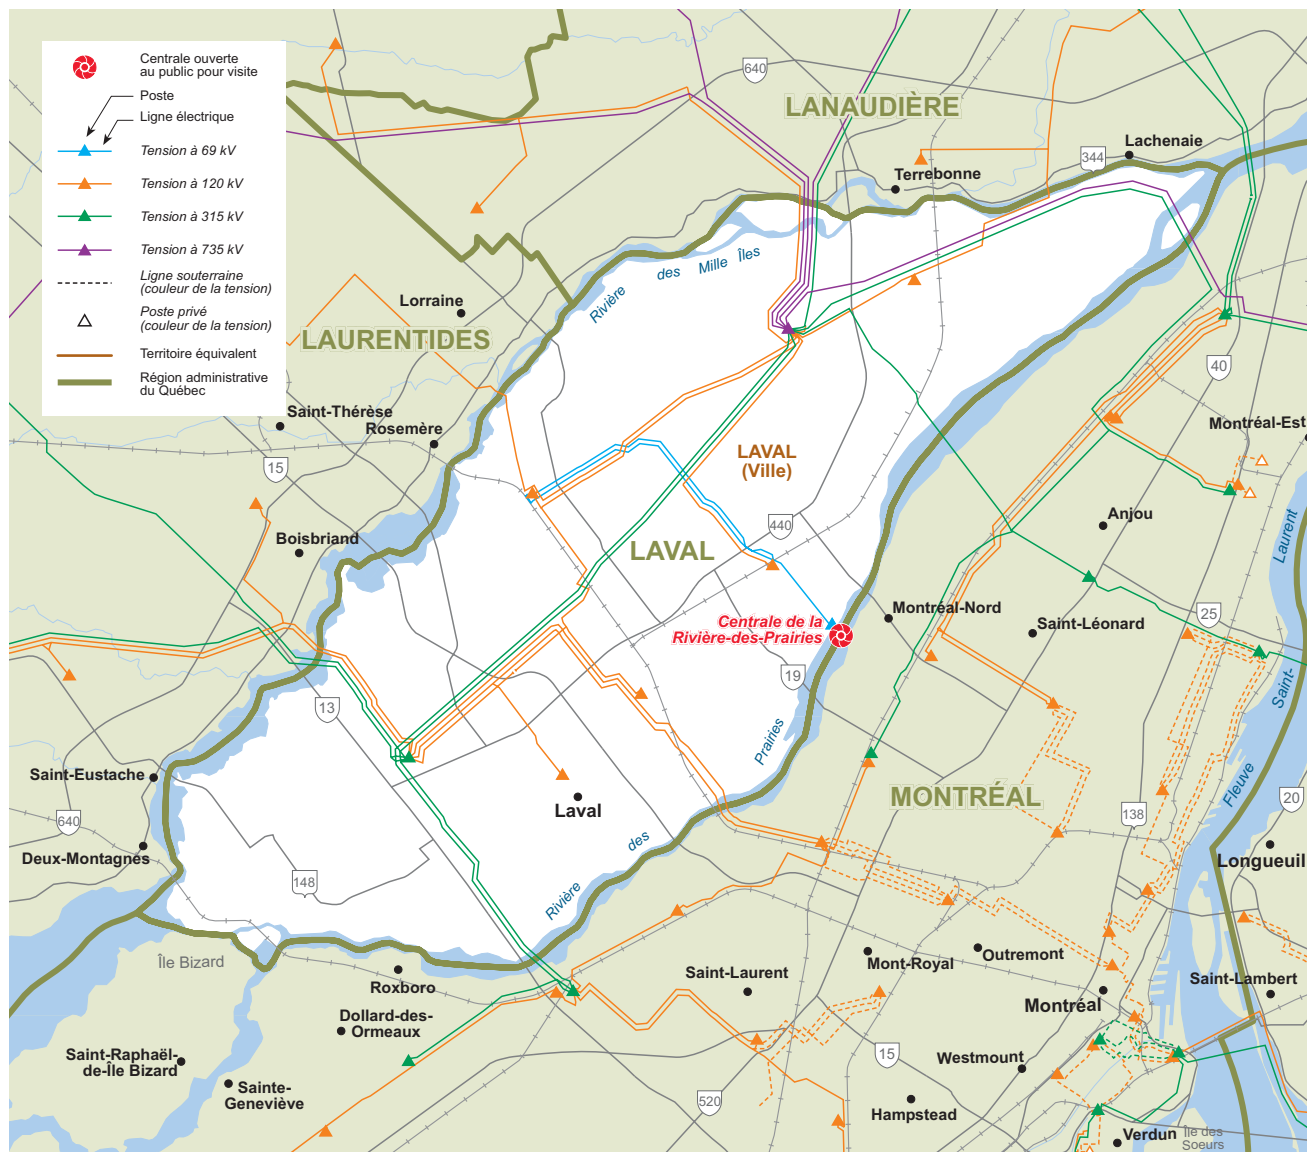 Centrale ouverte
au public pour visite
Poste
Ligne électrique
Tension à 69 kV
Tension à 120 kV
Tension à 315 kV
Tension à 735 kV
Ligne souterraine
(couleur de la tension)
Poste privé
(couleur de la tension)
Territoire équivalent
Région administrative
du Québec
640
LANAUDIÈRE
Lachenaie
344
Terrebonne
Rivière
des
Mille
Îles
Lorraine
LAURENTIDES
40
Saint-Thérèse
Rosemère
Montréal-Est
15
LAVAL
(Ville)
Anjou
440
Boisbriand
LAVAL
Laurent
Saint-
Fleuve
Centrale de la
Rivière-des-Prairies
Montréal-Nord
Saint-Léonard
25
19
13
Prairies
des
Rivière
Saint-Eustache
640
Laval
MONTRÉAL
138
20
Deux-Montagnes
Longueuil
148
Île Bizard
Roxboro
Saint-Laurent
Mont-Royal
Outremont
Saint-Lambert
Montréal
Dollard-des-
Ormeaux
Saint-Raphaël-
de-Île Bizard
Sainte-
Geneviève
15
Westmount
520
Hampstead
Verdun
Île des
Soeurs